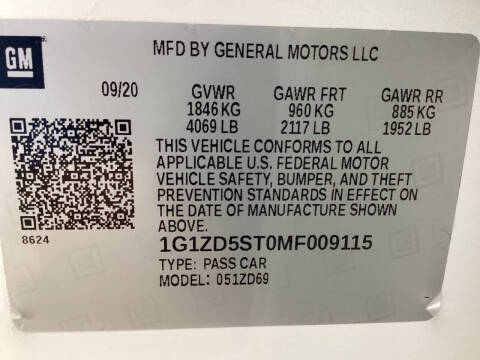 GM
MFD BY GENERAL MOTORS LLC
09/20 GVWR GAWR FRT GAWR RR
1846 KG 960 KG 885 KG
4069 LB 2117 LB 1952 LB
THIS VEHICLE CONFORMS TO ALL
APPLICABLE U.S. FEDERAL MOTOR
VEHICLE SAFETY, BUMPER, AND THEFT
PREVENTION STANDARDS IN EFFECT ON
THE DATE OF MANUFACTURE SHOWN
ABOVE.
8624
1G1ZD5ST0MF009115
TYPE: PASS CAR
MODEL: 051ZD69